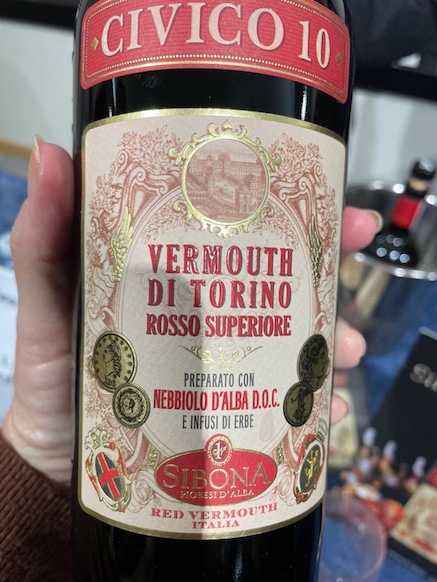 CIVICO 10
VERMOUTH
DI TORINO
ROSSO SUPERIORE
PREPARATO CON
NEBBIOLO D'ALBA D.O.C.
E INFUSI DI ERBE
SIBONA
PIOBESI D'ALBA
RED VERMOUTH
ITALIA